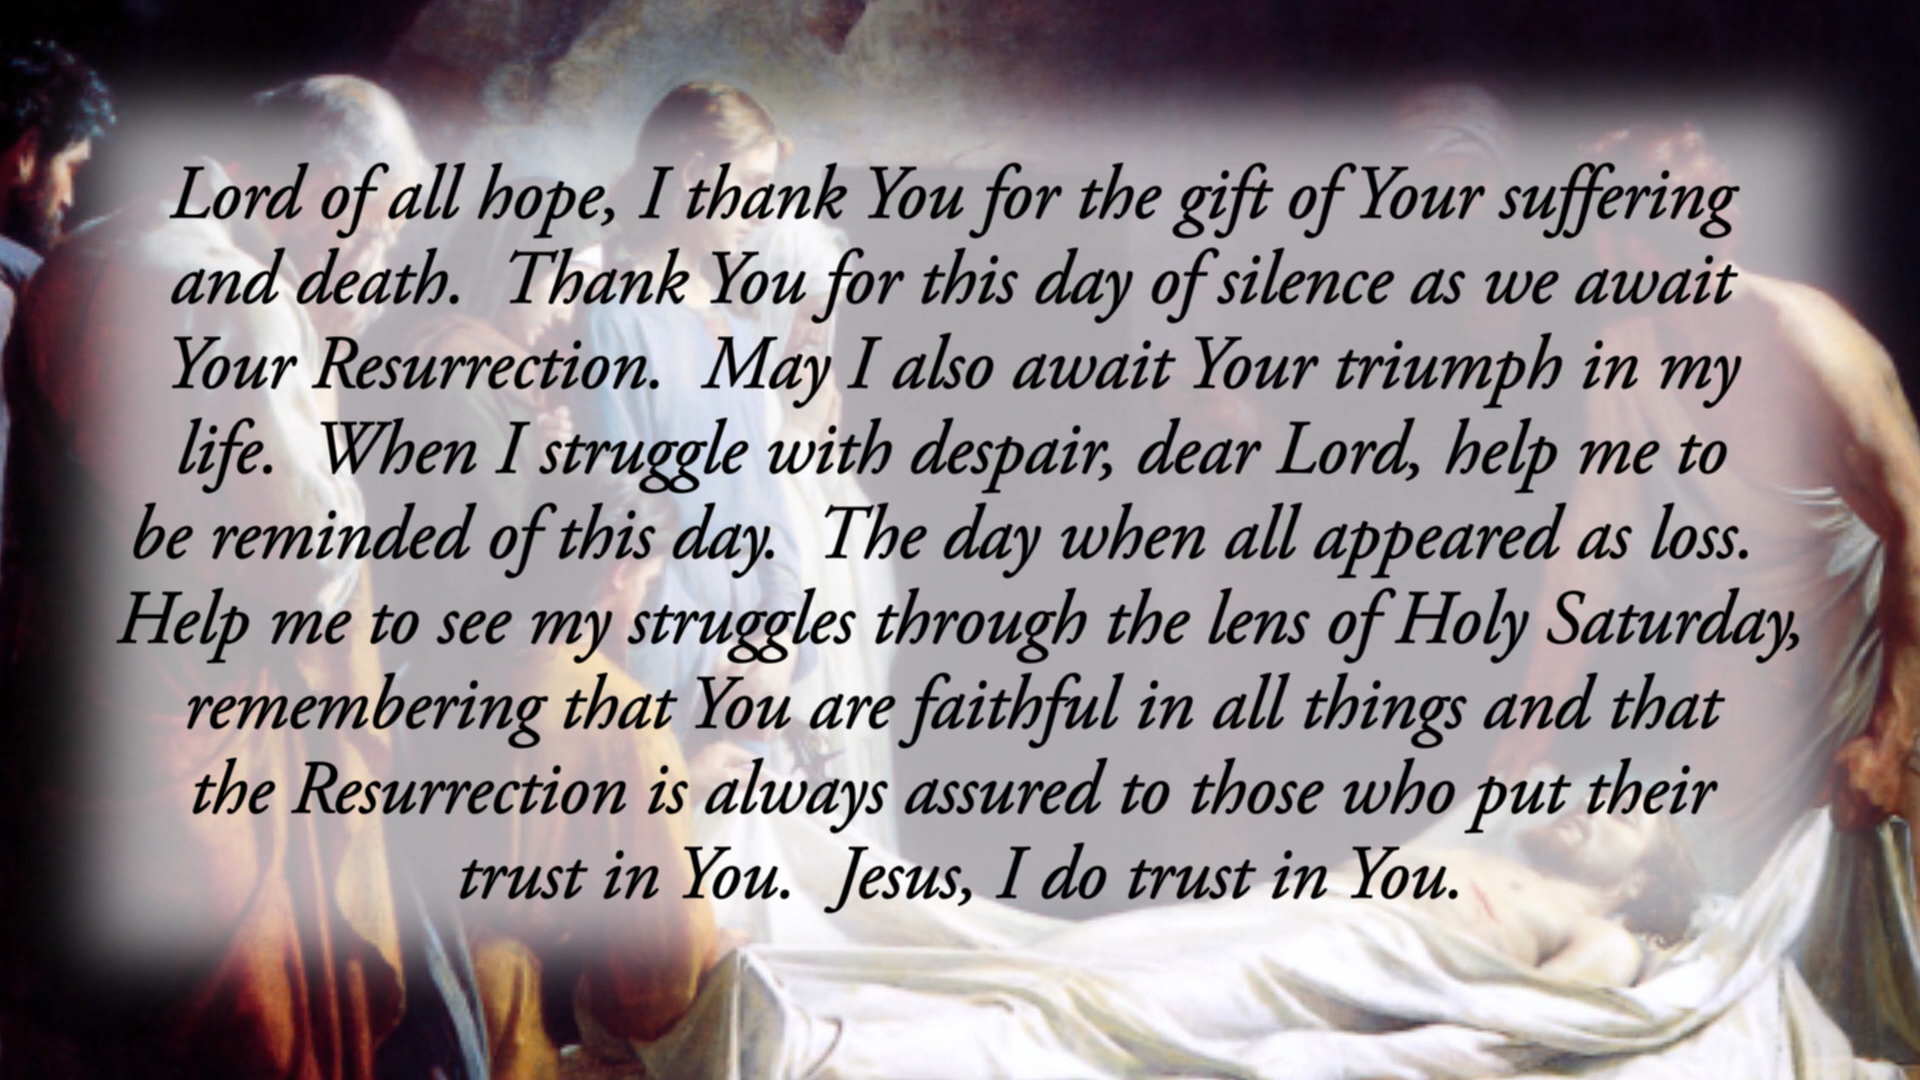 Lord of all hope, I thank You for the gift of Your suffering
and death.  Thank You for this day of silence as we await
Your Resurrection.  May I also await Your triumph in my
life.  When I struggle with despair, dear Lord, help me to
be reminded of this day.  The day when all appeared as loss.
Help me to see my struggles through the lens of Holy Saturday,
remembering that You are faithful in all things and that
the Resurrection is always assured to those who put their
trust in You.  Jesus, I do trust in You.